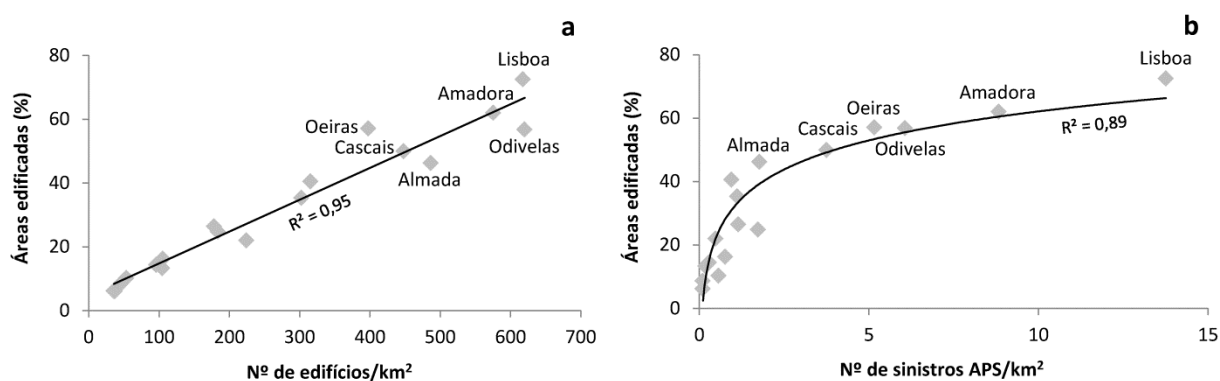 a
Áreas edificadas (%)
80
60
40
20
0
Lisboa
Amadora
Oeiras
Cascais
Odivelas
Almada
R² = 0,95
0 100 200 300 400 500 600 700
Nº de edifícios/km²
b
Áreas edificadas (%)
80
60
40
20
0
Lisboa
Amadora
Oeiras
Almada
Cascais
Odivelas
R² = 0,89
0 5 10 15
Nº de sinistros APS/km²